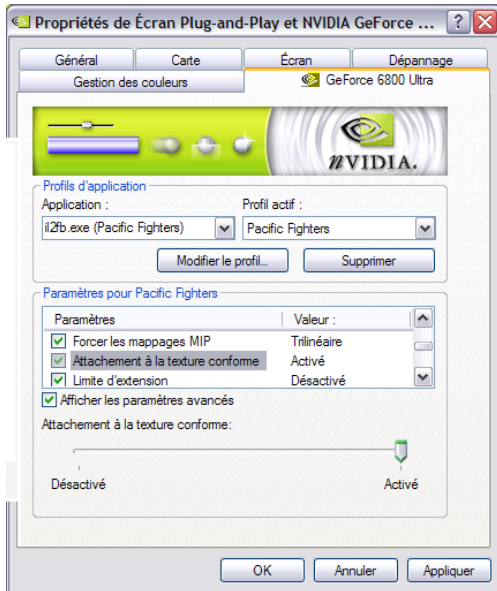 Propriétés de Écran Plug-and-Play et NVIDIA GeForce ...
Général Carte Écran Dépannage
Gestion des couleurs GeForce 6800 Ultra
nVIDIA.
Profils d'application
Application : Profil actif :
il2fb.exe (Pacific Fighters) Pacific Fighters
Modifier le profil... Supprimer
Paramètres pour Pacific Fighters
Paramètres Valeur :
Forcer les mappages MIP Trilinéaire
Attachement à la texture conforme Activé
Limite d'extension Désactivé
Afficher les paramètres avancés
Attachement à la texture conforme:
Désactivé Activé
OK Annuler Appliquer